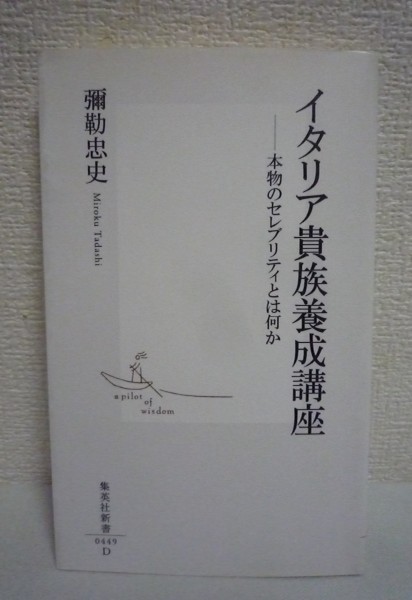 イタリア貴族養成講座
――本物のセレブリティとは何か
彌勒忠史
Miroku Tadashi
a pilot
of
wisdom
集英社新書
0449
D